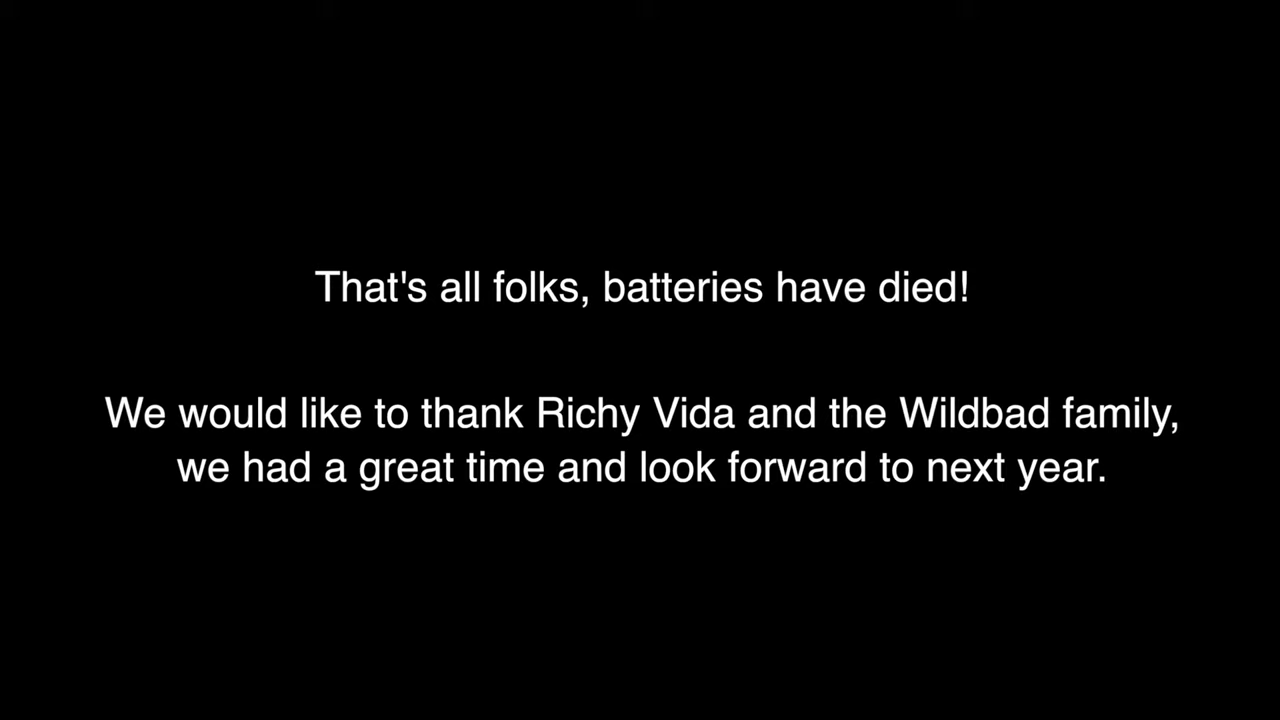 That's all folks, batteries have died!
We would like to thank Richy Vida and the Wildbad family,
we had a great time and look forward to next year.